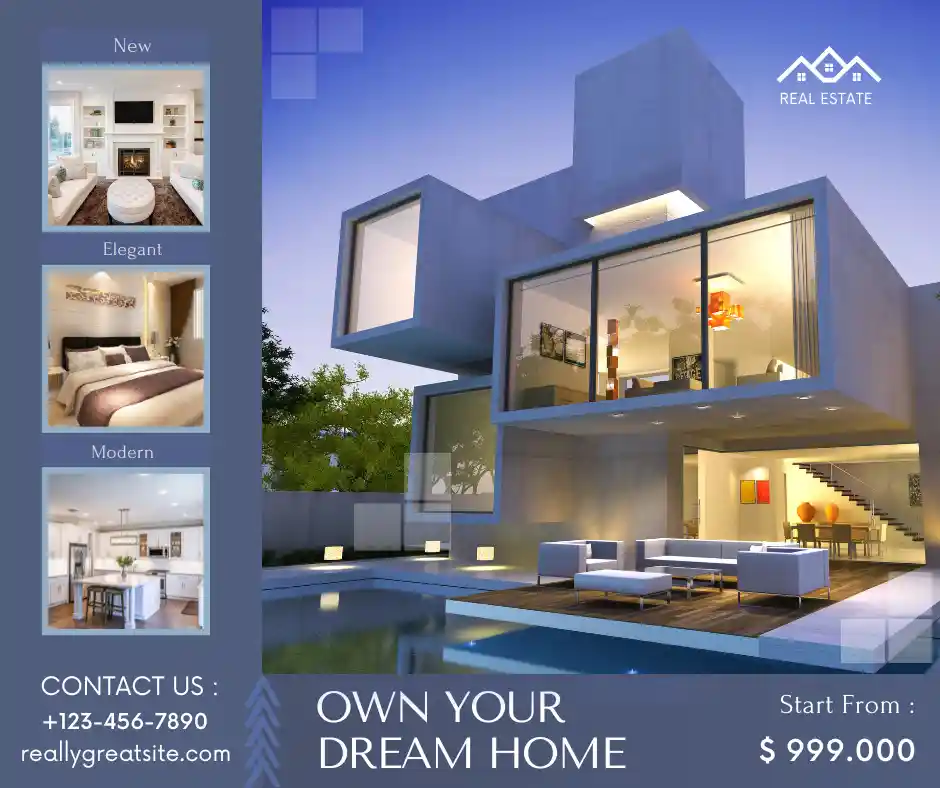 New
Elegant
Modern
CONTACT US :
+123-456-7890
reallygreatsite.com
REAL ESTATE
OWN YOUR
DREAM HOME
Start From :
$ 999.000